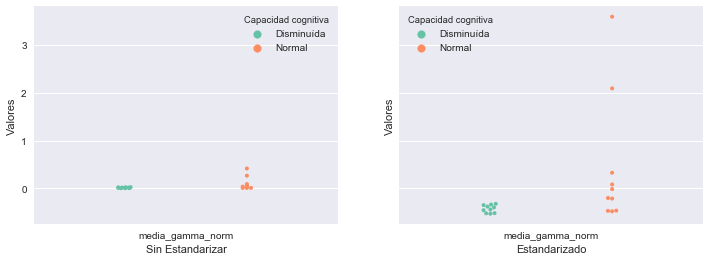 Capacidad cognitiva
Disminuida
Normal
Valores
3
2
1
0
media_gamma_norm
Sin Estandarizar
Capacidad cognitiva
Disminuida
Normal
Valores
media_gamma_norm
Estandarizado